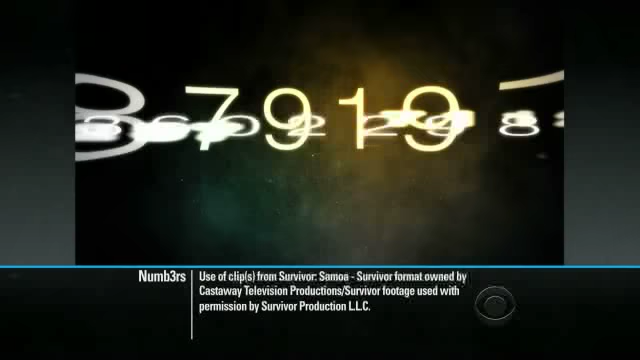 7919
Numb3rs
Use of clip(s) from Survivor: Samoa - Survivor format owned by
Castaway Television Productions/Survivor footage used with
permission by Survivor Production L.L.C.